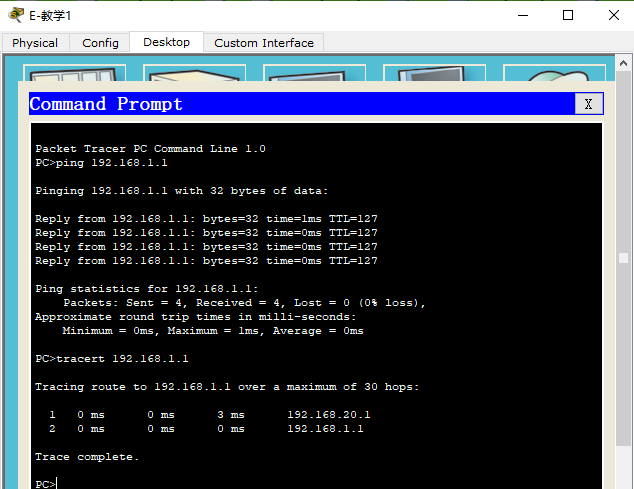 E-教学1
Physical Config Desktop Custom Interface
Command Prompt X
Packet Tracer PC Command Line 1.0
PC>ping 192.168.1.1
Pinging 192.168.1.1 with 32 bytes of data:
Reply from 192.168.1.1: bytes=32 time=1ms TTL=127
Reply from 192.168.1.1: bytes=32 time=0ms TTL=127
Reply from 192.168.1.1: bytes=32 time=0ms TTL=127
Reply from 192.168.1.1: bytes=32 time=0ms TTL=127
Ping statistics for 192.168.1.1:
Packets: Sent = 4, Received = 4, Lost = 0 (0% loss),
Approximate round trip times in milli-seconds:
Minimum = 0ms, Maximum = 1ms, Average = 0ms
PC>tracert 192.168.1.1
Tracing route to 192.168.1.1 over a maximum of 30 hops:
1 0 ms 0 ms 3 ms 192.168.20.1
2 0 ms 0 ms 0 ms 192.168.1.1
Trace complete.
PC>